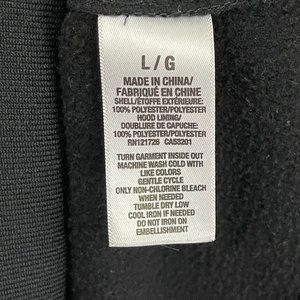 L / G
MADE IN CHINA/
FABRIQUÉ EN CHINE
SHELL/ÉTOFFE EXTÉRIEURE:
100% POLYESTER/POLYESTER
HOOD LINING/
DOUBLURE DE CAPUCHE:
100% POLYESTER/POLYESTER
RN121725 CA53201
TURN GARMENT INSIDE OUT
MACHINE WASH COLD WITH
LIKE COLORS
GENTLE CYCLE
ONLY NON-CHLORINE BLEACH
WHEN NEEDED
TUMBLE DRY LOW
COOL IRON IF NEEDED
DO NOT IRON ON
EMBELLISHMENT